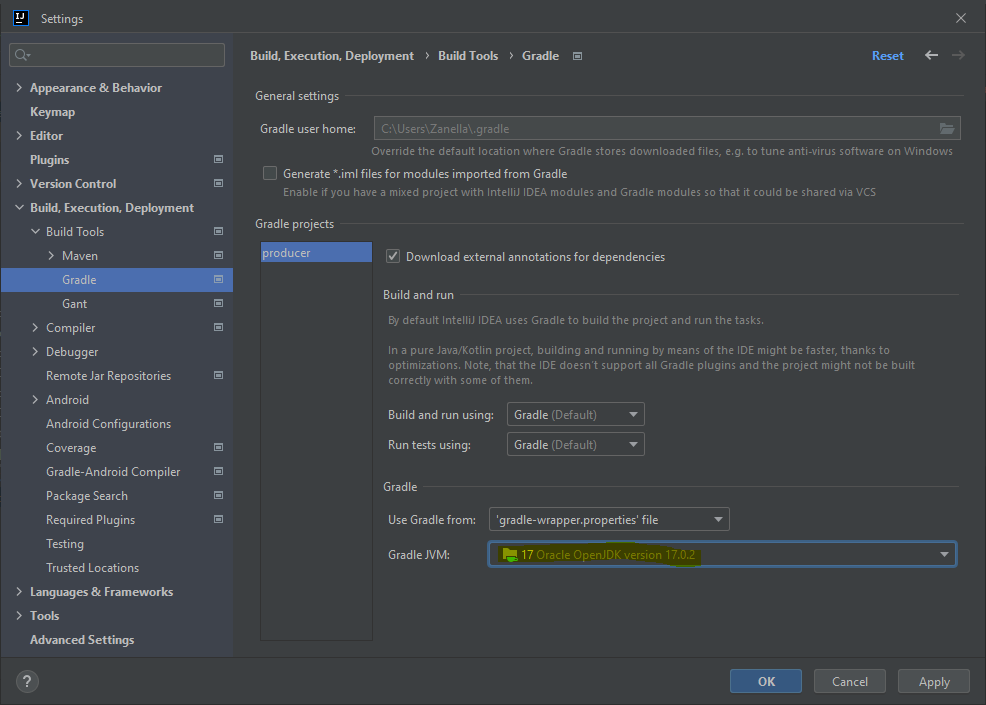 IJ
Settings
Appearance & Behavior
Keymap
Editor
Plugins
Version Control
Build, Execution, Deployment
Build Tools
Maven
Gradle
Gant
Compiler
Debugger
Remote Jar Repositories
Android
Android Configurations
Coverage
Gradle-Android Compiler
Package Search
Required Plugins
Testing
Trusted Locations
Languages & Frameworks
Tools
Advanced Settings
Build, Execution, Deployment › Build Tools › Gradle
Reset
General settings
Gradle user home: C:\Users\Zanella\.gradle
Override the default location where Gradle stores downloaded files, e.g. to tune anti-virus software on Windows
Generate *.iml files for modules imported from Gradle
Enable if you have a mixed project with IntelliJ IDEA modules and Gradle modules so that it could be shared via VCS
Gradle projects
producer
Download external annotations for dependencies
Build and run
By default IntelliJ IDEA uses Gradle to build the project and run the tasks.
In a pure Java/Kotlin project, building and running by means of the IDE might be faster, thanks to
optimizations. Note, that the IDE doesn't support all Gradle plugins and the project might not be built
correctly with some of them.
Build and run using: Gradle (Default)
Run tests using: Gradle (Default)
Gradle
Use Gradle from: 'gradle-wrapper.properties' file
Gradle JVM: 17 Oracle OpenJDK version 17.0.2
?
OK
Cancel
Apply